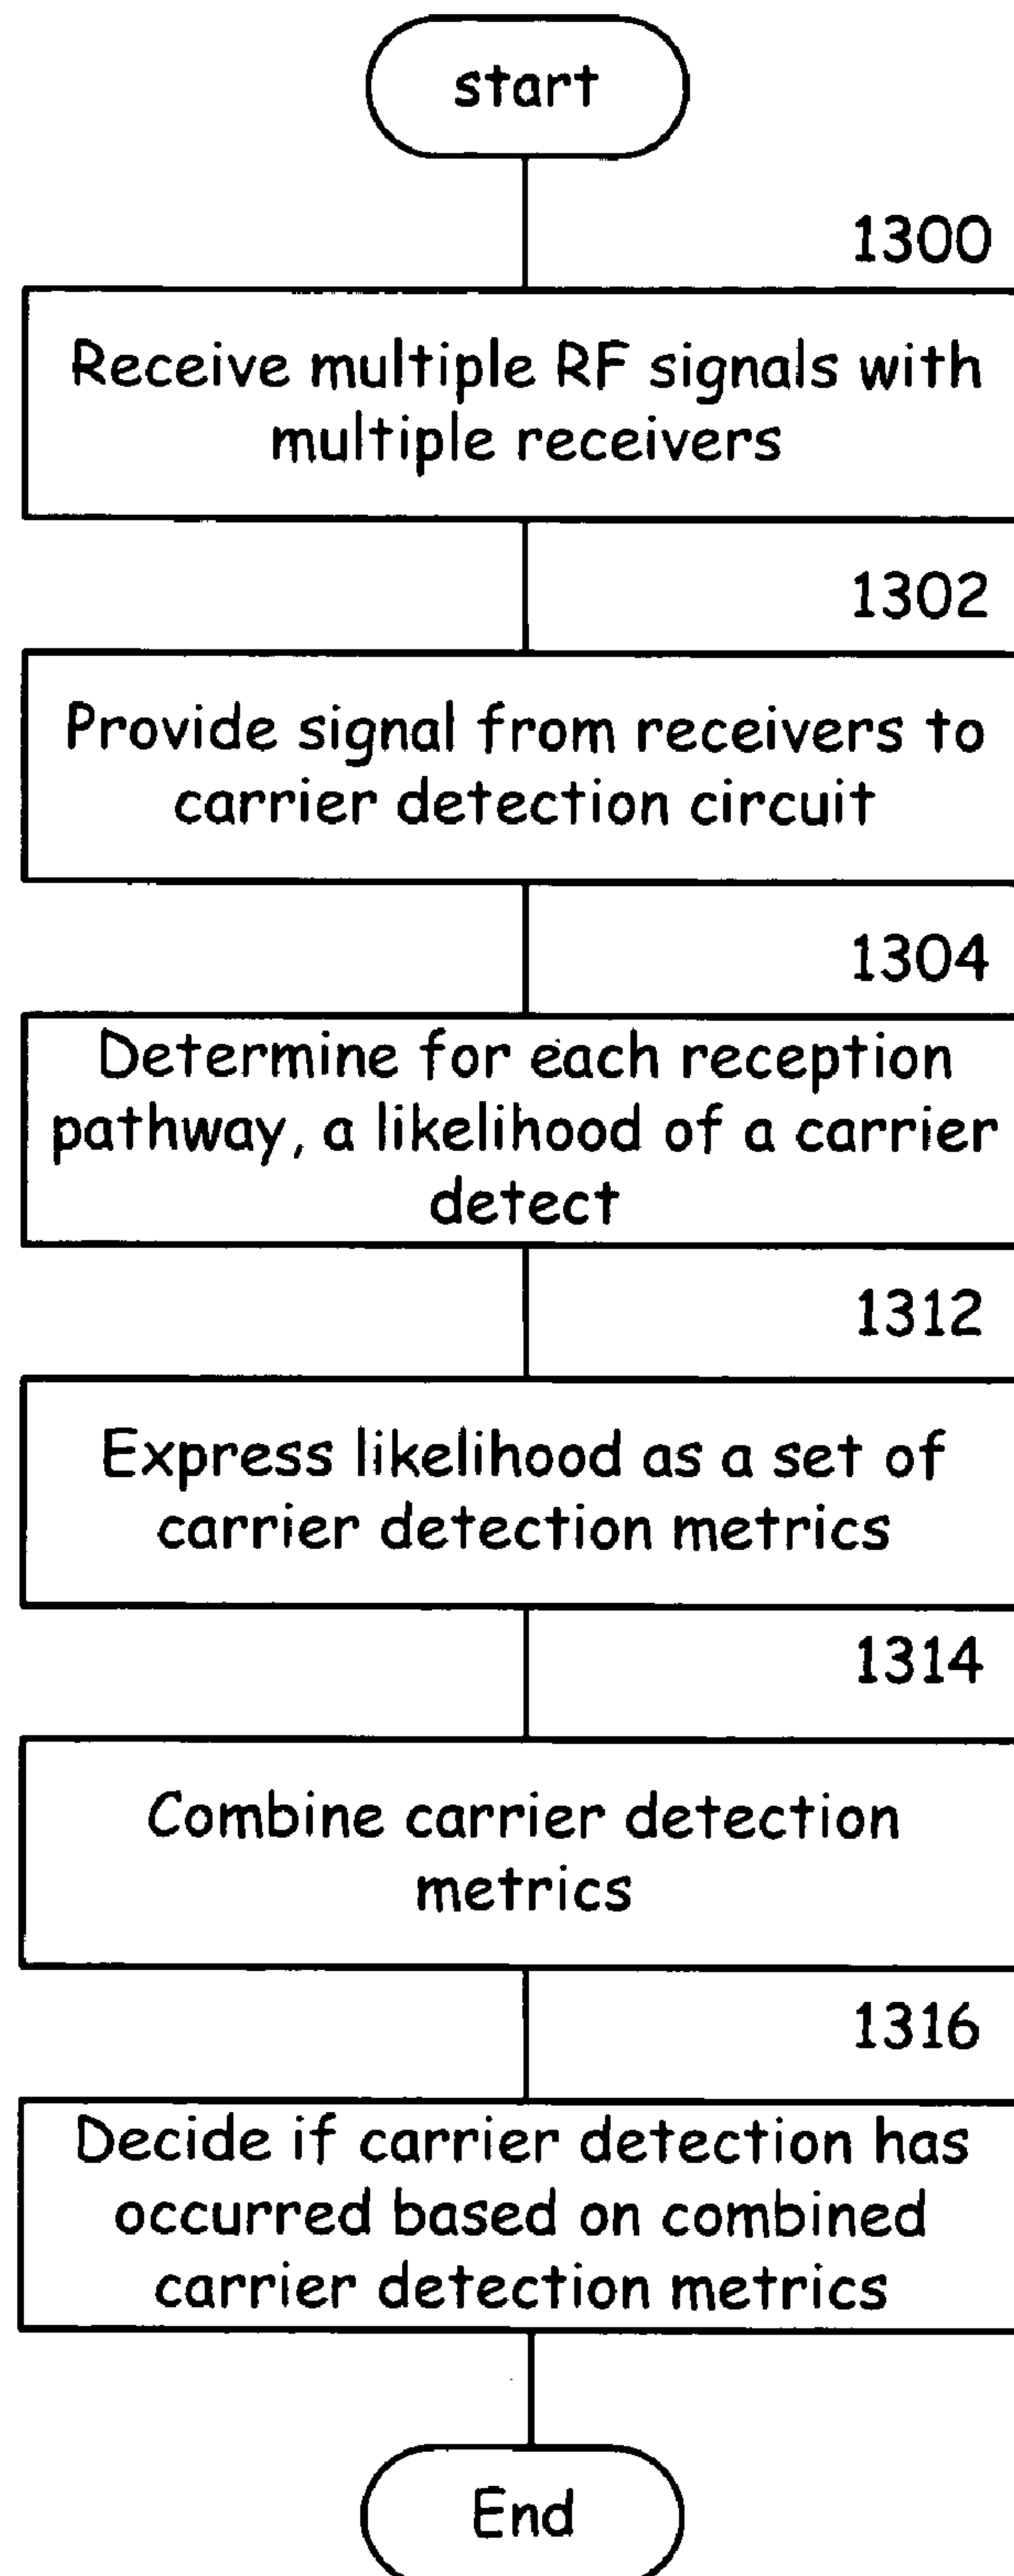 start
1300
Receive multiple RF signals with
multiple receivers
1302
Provide signal from receivers to
carrier detection circuit
1304
Determine for each reception
pathway, a likelihood of a carrier
detect
1312
Express likelihood as a set of
carrier detection metrics
1314
Combine carrier detection
metrics
1316
Decide if carrier detection has
occurred based on combined
carrier detection metrics
End